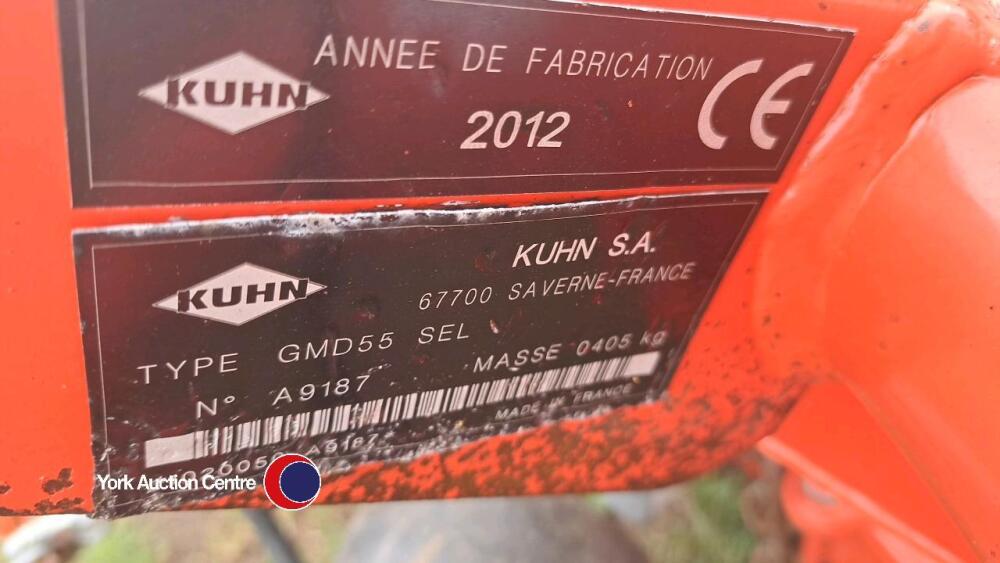 KUHN
ANNEE DE FABRICATION
2012
CE
KUHN
KUHN S.A.
67700 SAVERNE-FRANCE
TYPE GMD55 SEL
N° A9187
MASSE 0405 kg
MADE IN FRANCE
A9187
York Auction Centre